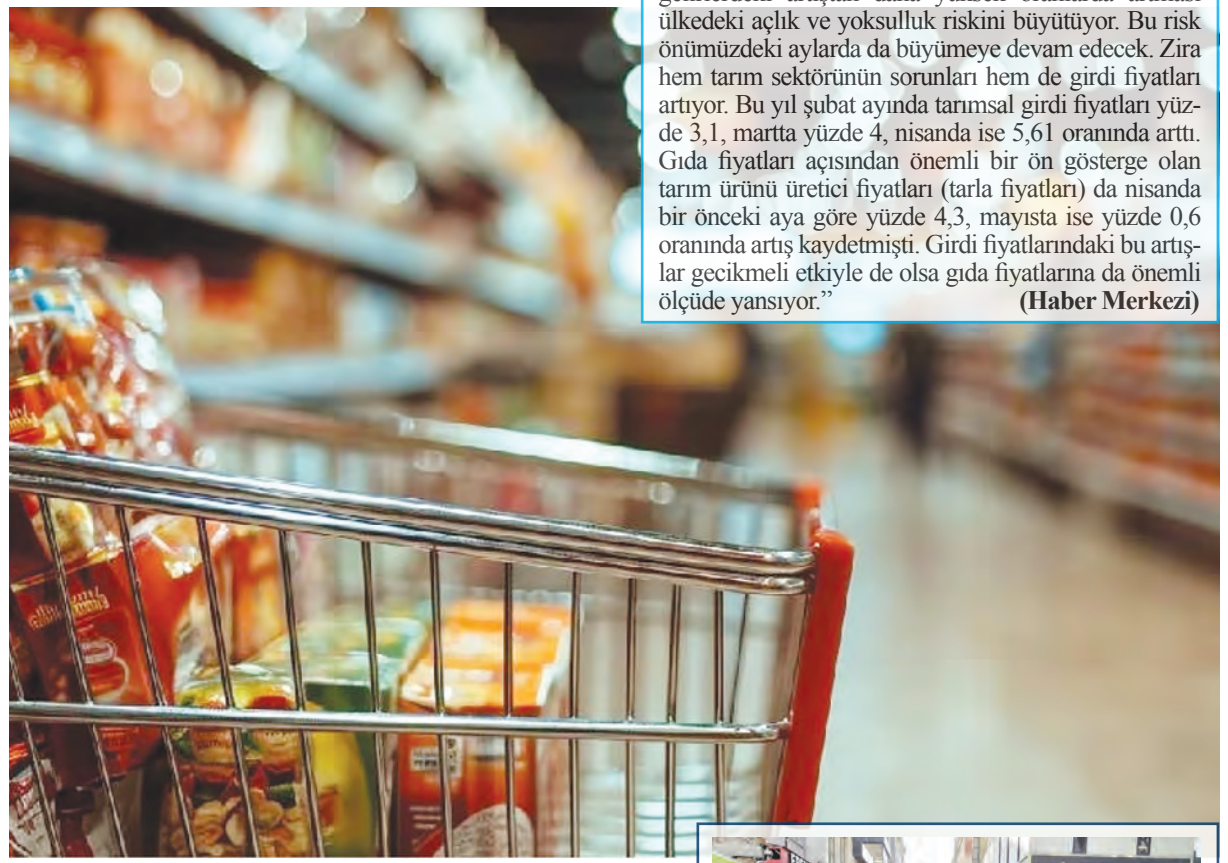 ülkedeki açlık ve yoksulluk riskini büyütüyor. Bu risk
önümüzdeki aylarda da büyümeye devam edecek. Zira
hem tarım sektörünün sorunları hem de girdi fiyatları
artıyor. Bu yıl şubat ayında tarımsal girdi fiyatları yüz-
de 3,1, martta yüzde 4, nisanda ise 5,61 oranında arttı.
Gıda fiyatları açısından önemli bir ön gösterge olan
tarım ürünü üretici fiyatları (tarla fiyatları) da nisanda
bir önceki aya göre yüzde 4,3, mayısta ise yüzde 0,6
oranında artış kaydetmişti. Girdi fiyatlarındaki bu artış-
lar gecikmeli etkiyle de olsa gıda fiyatlarına da önemli
ölçüde yansıyor.” (Haber Merkezi)